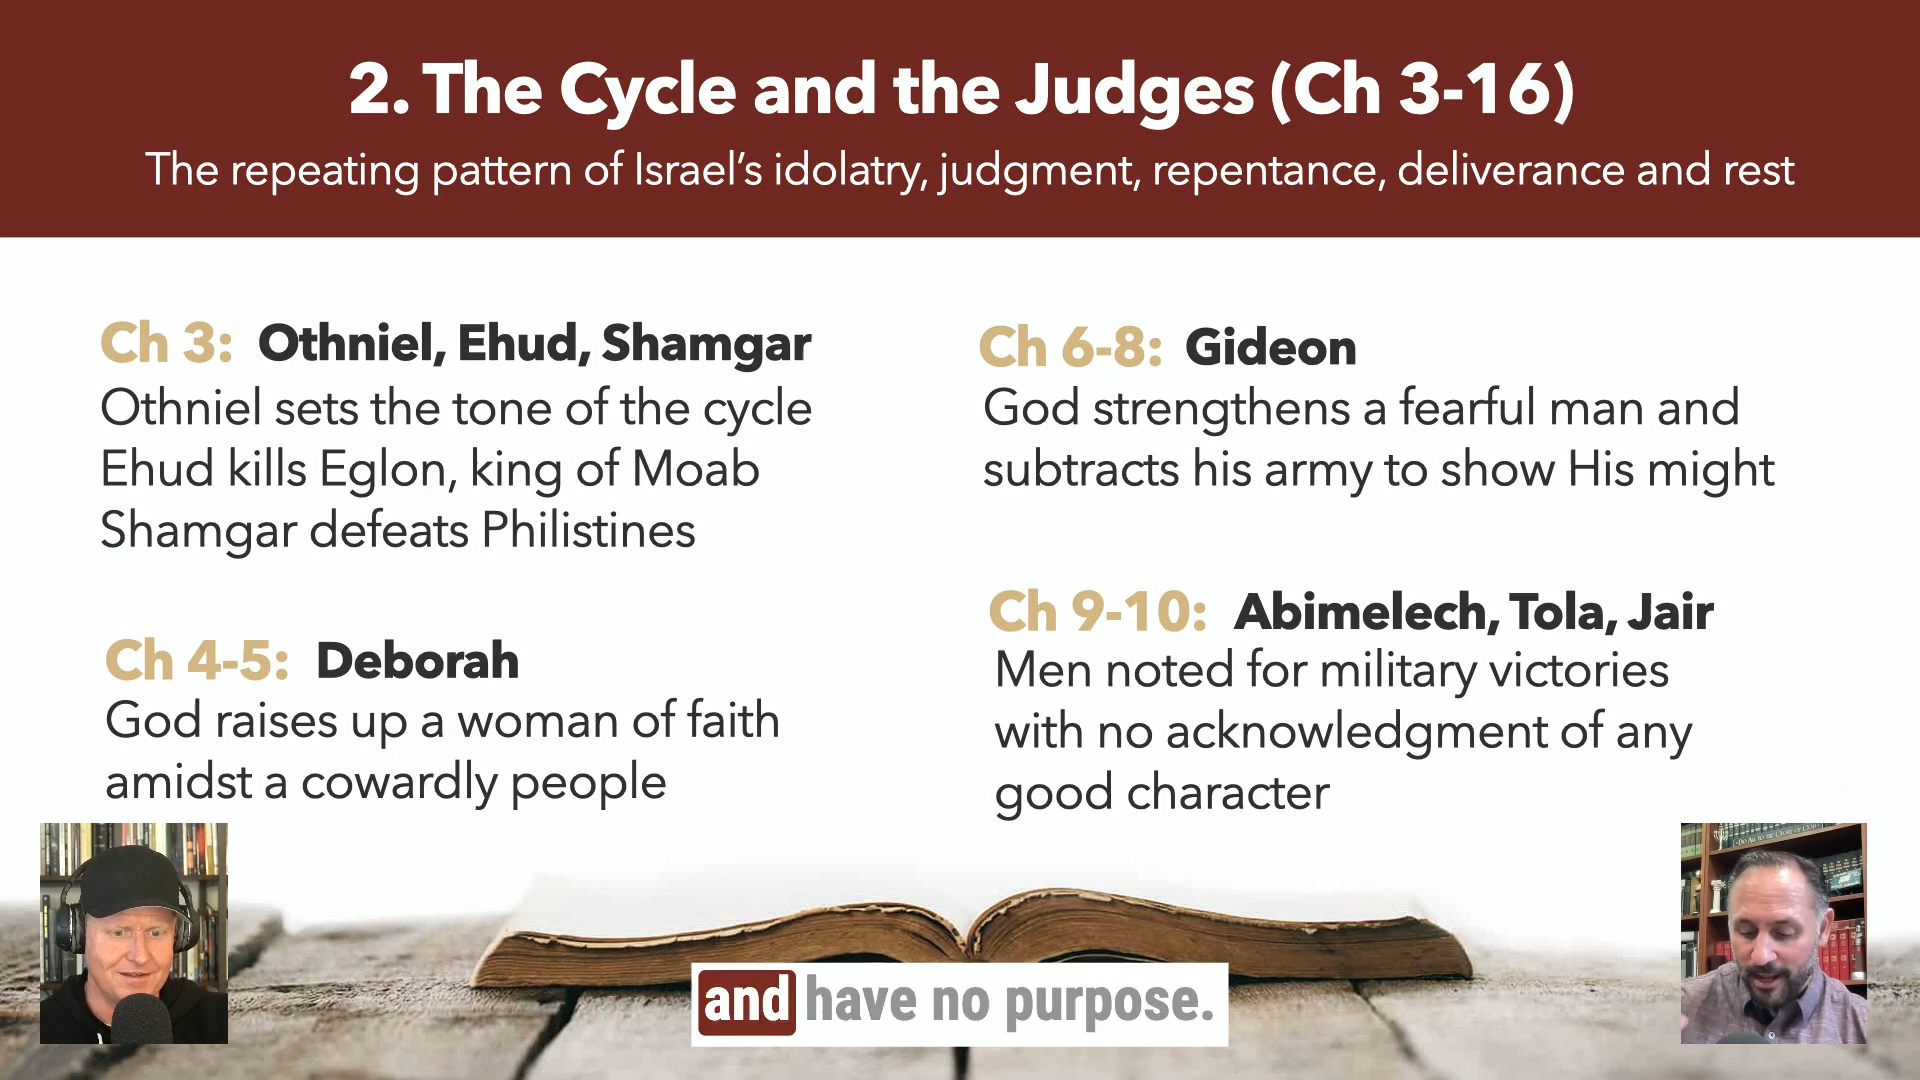 2. The Cycle and the Judges (Ch 3-16)
The repeating pattern of Israel’s idolatry, judgment, repentance, deliverance and rest
Ch 3: Othniel, Ehud, Shamgar
Othniel sets the tone of the cycle
Ehud kills Eglon, king of Moab
Shamgar defeats Philistines
Ch 4-5: Deborah
God raises up a woman of faith
amidst a cowardly people
Ch 6-8: Gideon
God strengthens a fearful man and
subtracts his army to show His might
Ch 9-10: Abimelech, Tola, Jair
Men noted for military victories
with no acknowledgment of any
good character
and have no purpose.